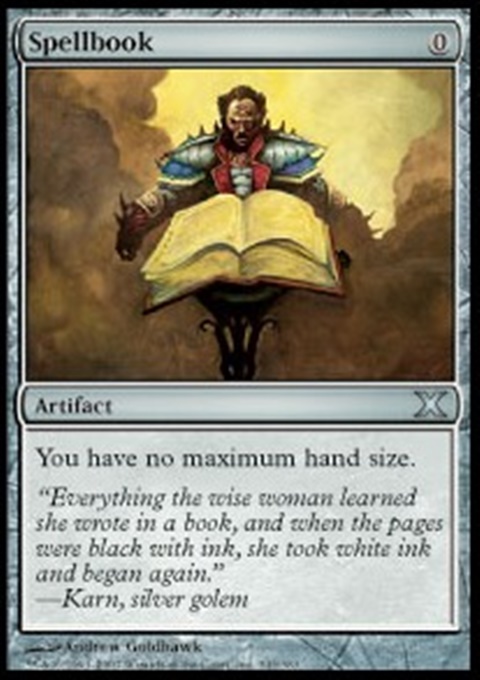 Spellbook 0
Artifact
You have no maximum hand size.
“Everything the wise woman learned
she wrote in a book, and when the pages
were black with ink, she took white ink
and began again.”
—Karn, silver golem
Andrew Goldhawk